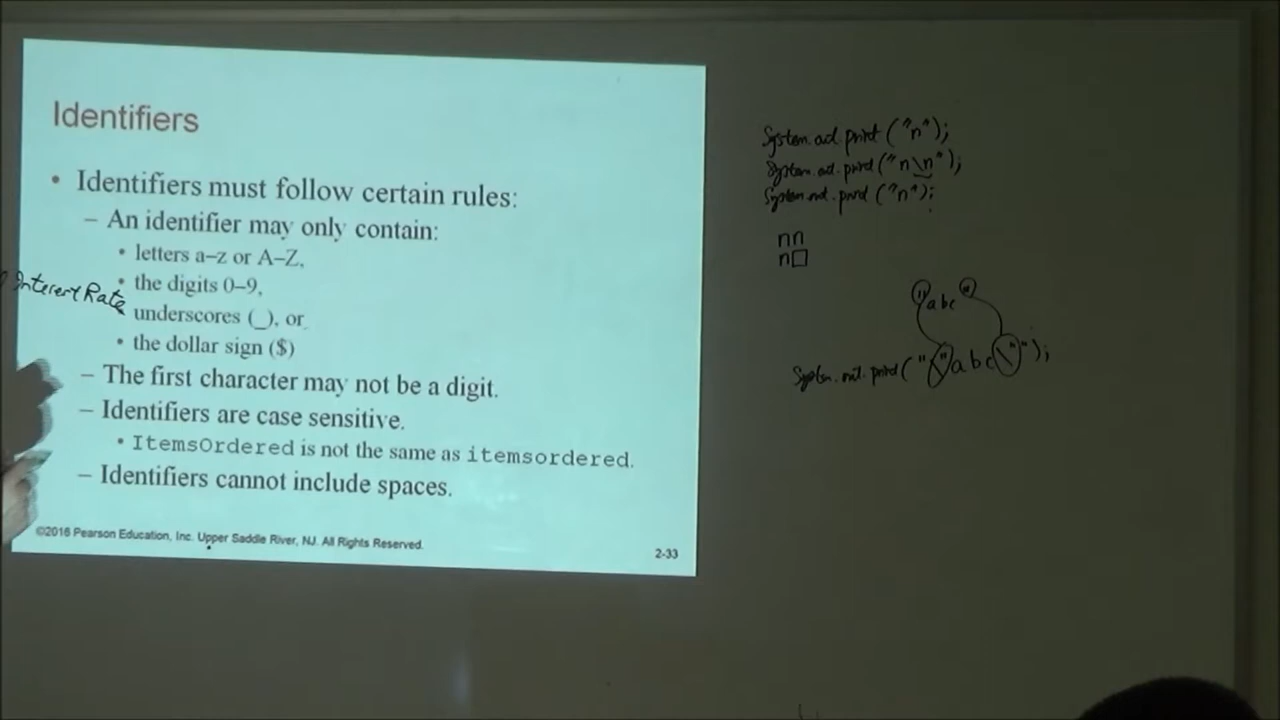 Identifiers
• Identifiers must follow certain rules:
– An identifier may only contain:
• letters a–z or A–Z,
• the digits 0–9,
underscores (_), or
• the dollar sign ($)
– The first character may not be a digit.
– Identifiers are case sensitive.
• ItemsOrdered is not the same as itemsordered.
– Identifiers cannot include spaces.
©2016 Pearson Education, Inc. Upper Saddle River, NJ. All Rights Reserved.
2-33
InterestRate
System.out.print("n");
System.out.print("n\n");
System.out.print("n");
nn
n
"abc"
System.out.print("\"abc\"");